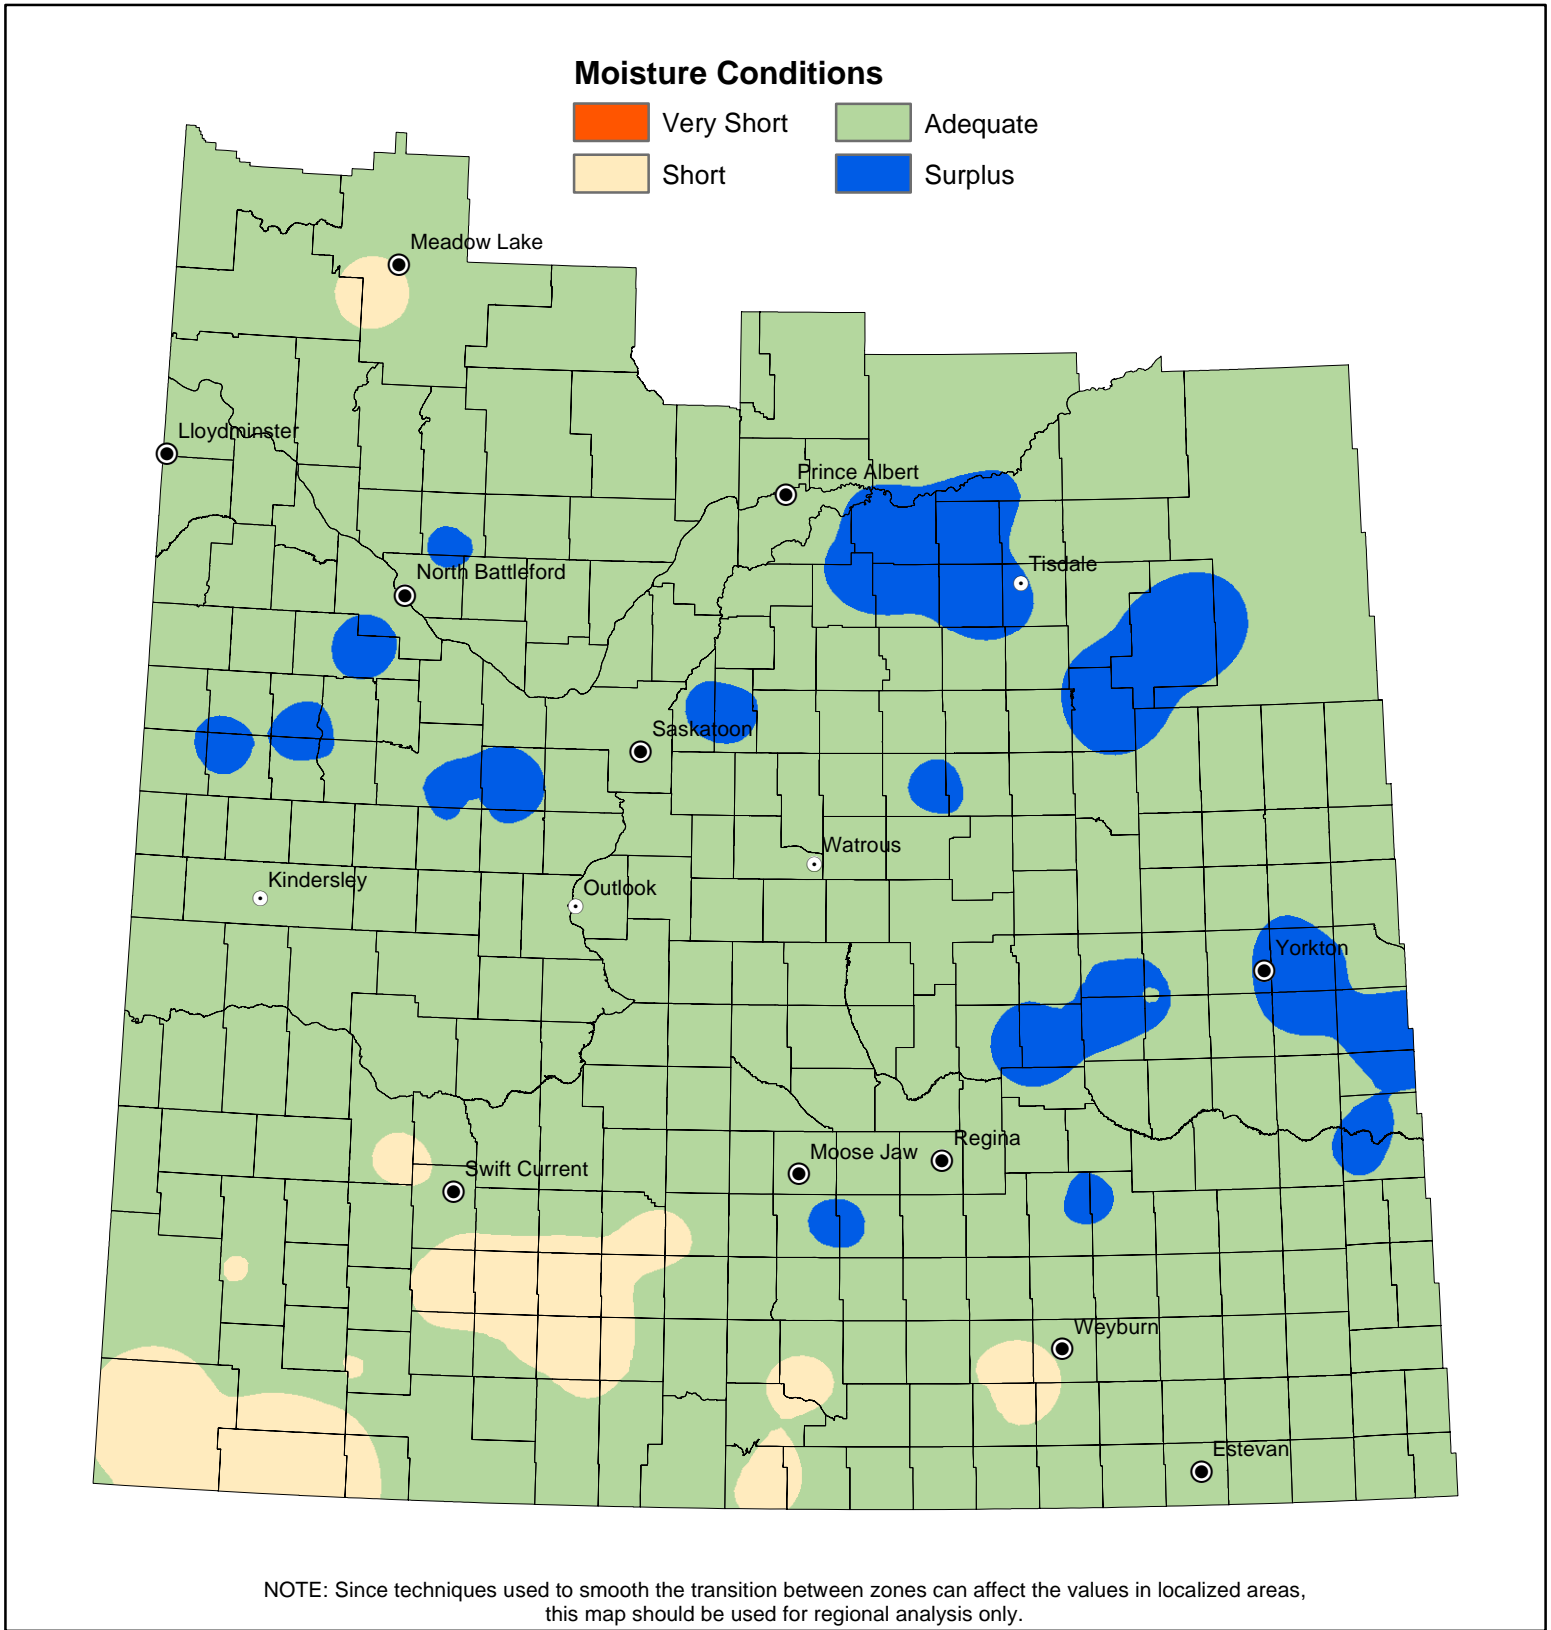 Moisture Conditions
Very Short
Adequate
Short
Surplus
Meadow Lake
Lloydminster
Prince Albert
Tisdale
North Battleford
Saskatoon
Watrous
Kindersley
Outlook
Yorkton
Regina
Moose Jaw
Swift Current
Weyburn
Estevan
NOTE: Since techniques used to smooth the transition between zones can affect the values in localized areas,
this map should be used for regional analysis only.